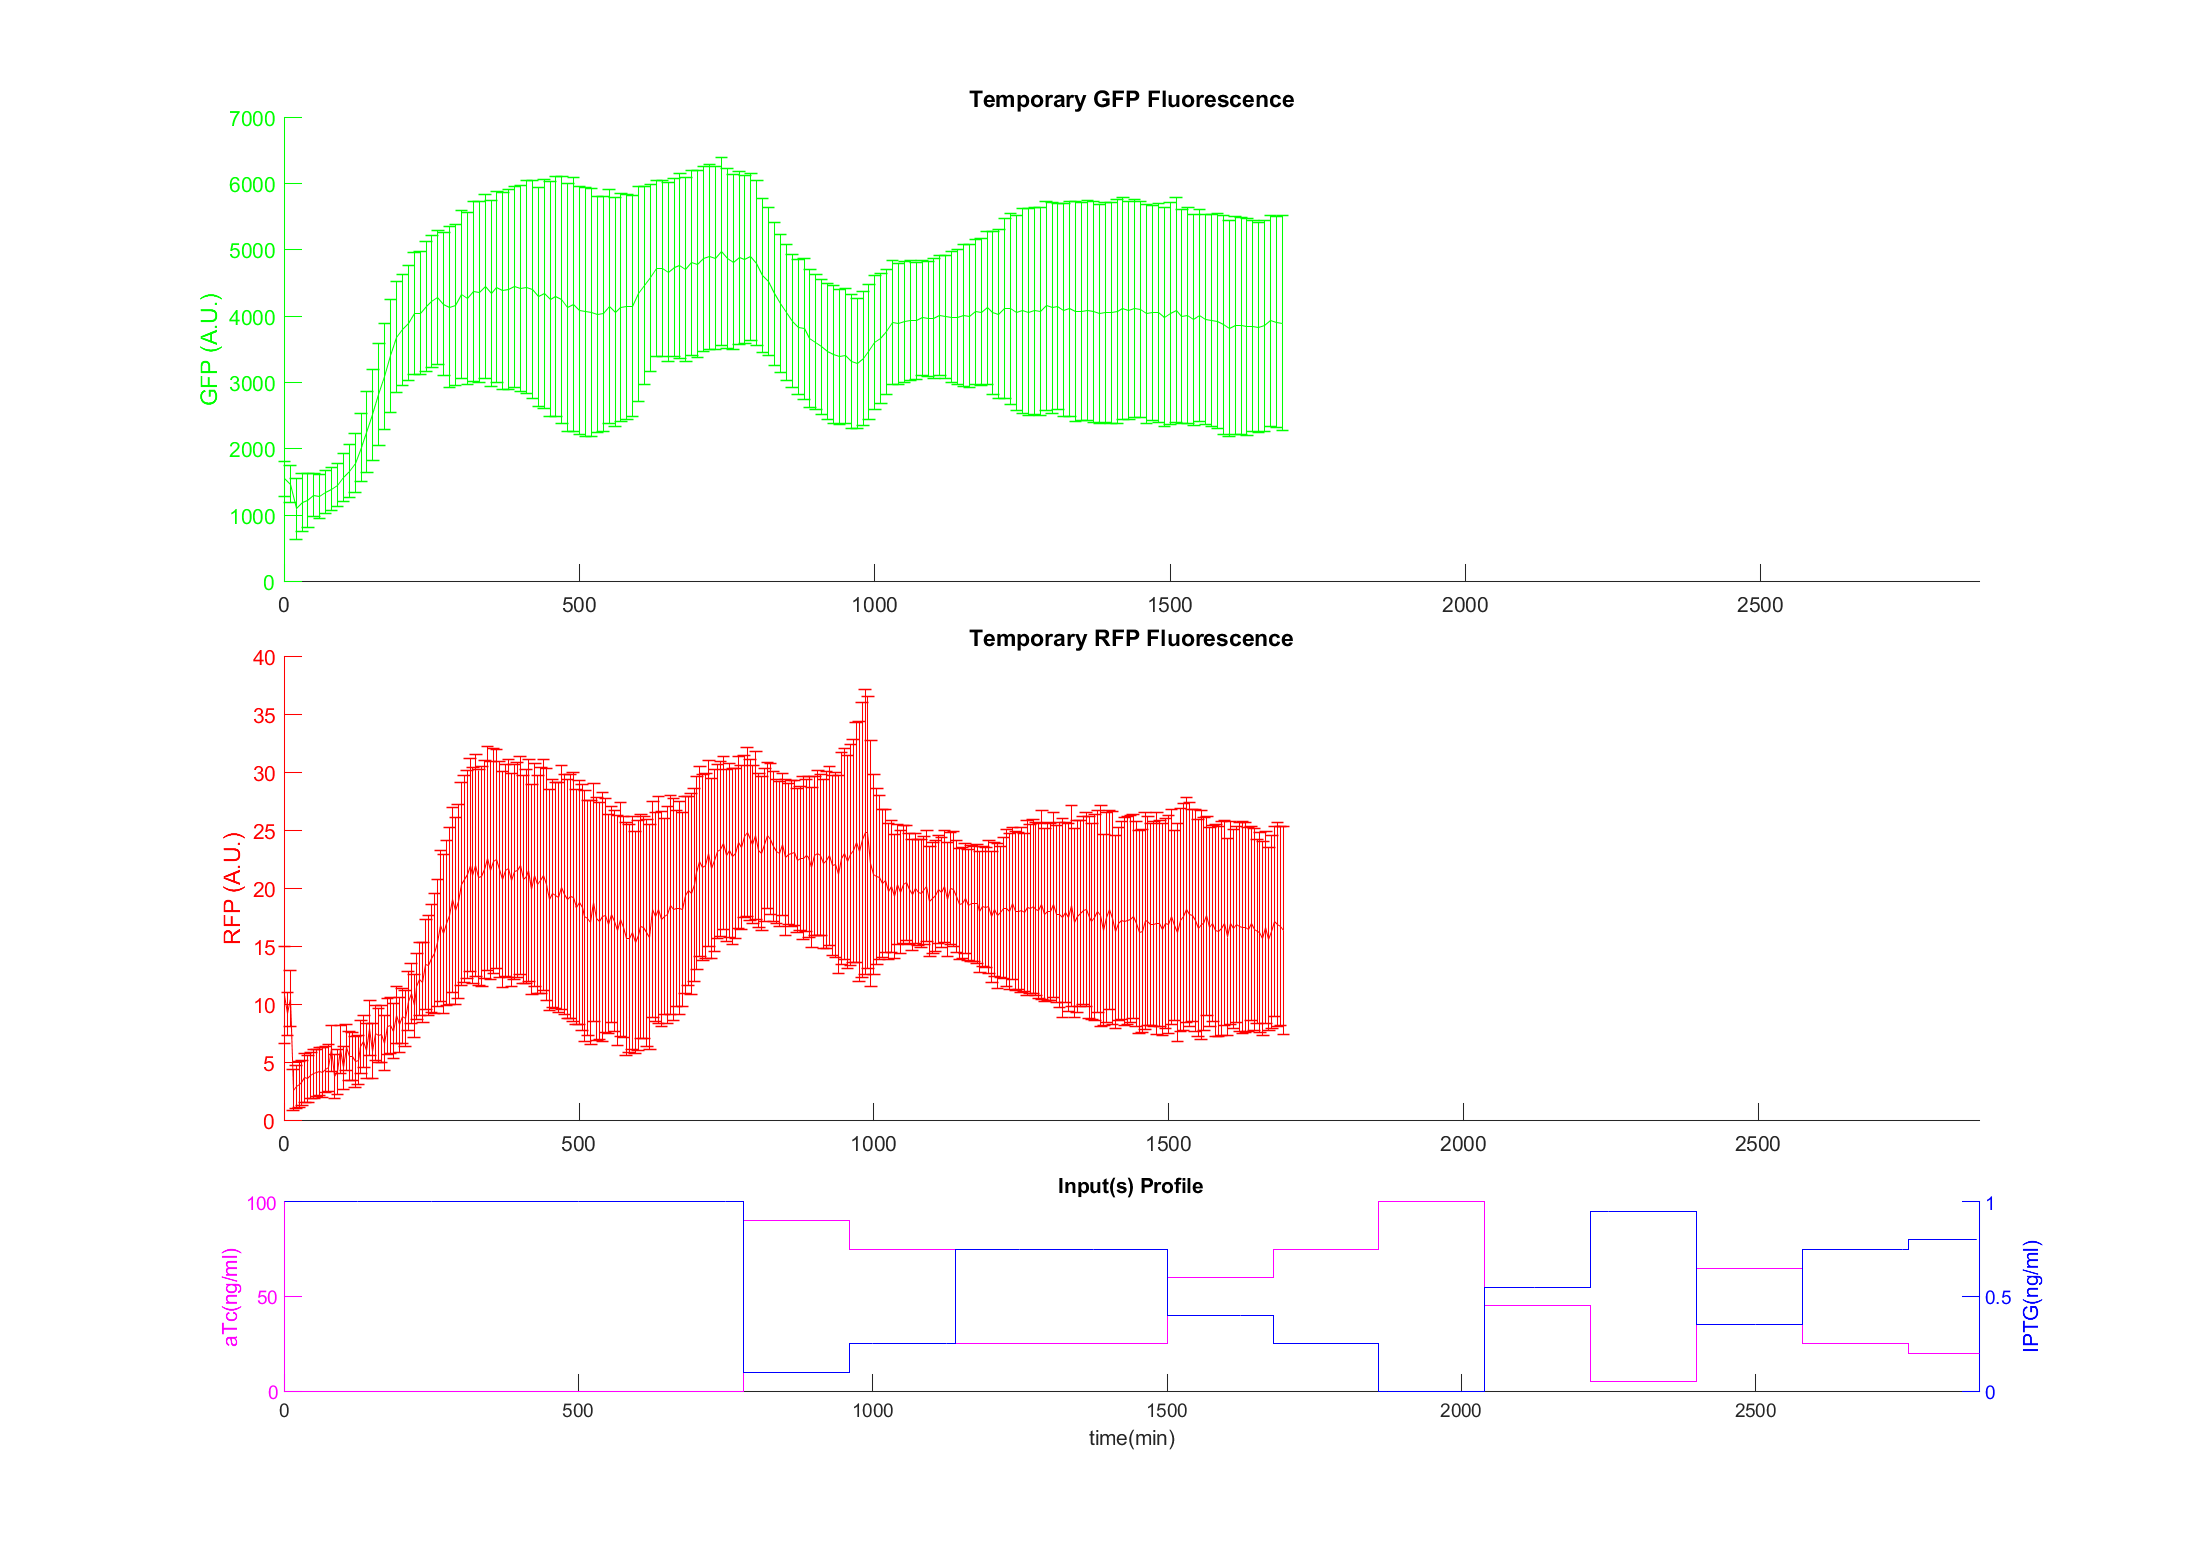 Temporary GFP Fluorescence
7000
6000
5000
4000
3000
2000
1000
0
GFP (A.U.)
0 500 1000 1500 2000 2500
Temporary RFP Fluorescence
40
35
30
25
20
15
10
5
0
RFP (A.U.)
0 500 1000 1500 2000 2500
Input(s) Profile
100
50
0
aTc(ng/ml)
1
0.5
0
IPTG(ng/ml)
0 500 1000 1500 2000 2500
time(min)